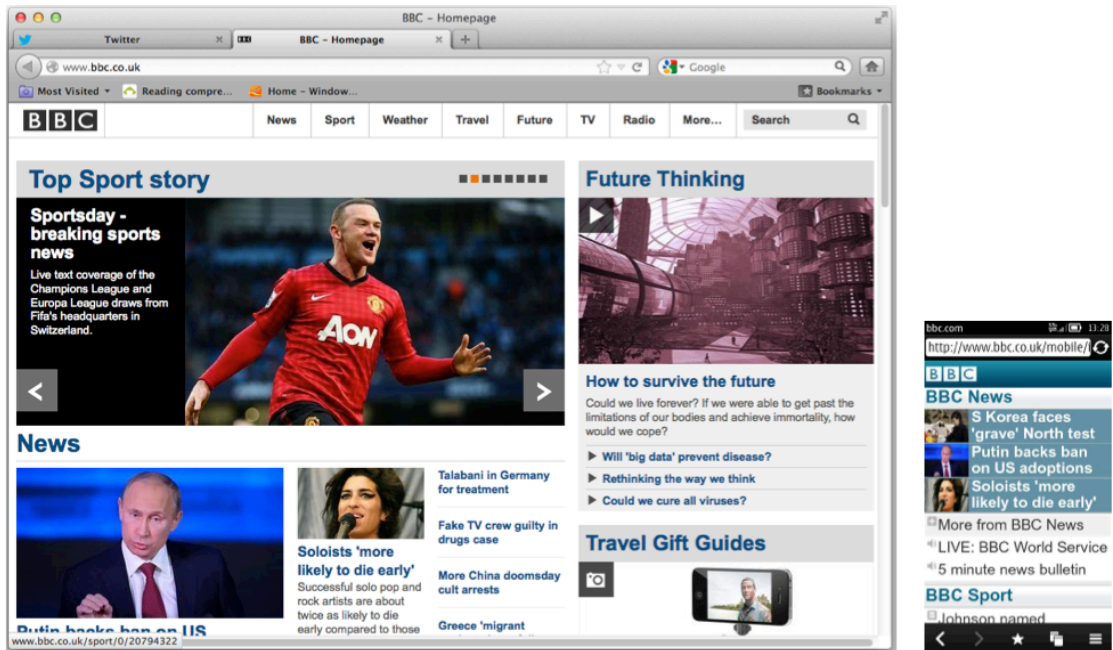 BBC – Homepage
Twitter
BBC – Homepage
www.bbc.co.uk
Google
Most Visited
Reading compre...
Home – Window...
Bookmarks
BBC
News
Sport
Weather
Travel
Future
TV
Radio
More...
Search
Top Sport story
Sportsday -
breaking sports
news
Live text coverage of the
Champions League and
Europa League draws from
Fifa's headquarters in
Switzerland.
AON
Future Thinking
How to survive the future
Could we live forever? If we were able to get past the
limitations of our bodies and achieve immortality, how
would we cope?
Will 'big data' prevent disease?
Rethinking the way we think
Could we cure all viruses?
News
Putin backs ban on US
Soloists 'more
likely to die early'
Successful solo pop and
rock artists are about
twice as likely to die
early compared to those
Talabani in Germany
for treatment
Fake TV crew guilty in
drugs case
More China doomsday
cult arrests
Greece 'migrant
Travel Gift Guides
www.bbc.co.uk/sport/0/20794322
bbc.com
13:28
http://www.bbc.co.uk/mobile/i
BBC
BBC News
S Korea faces
'grave' North test
Putin backs ban
on US adoptions
Soloists 'more
likely to die early'
More from BBC News
LIVE: BBC World Service
5 minute news bulletin
BBC Sport
Johnson named